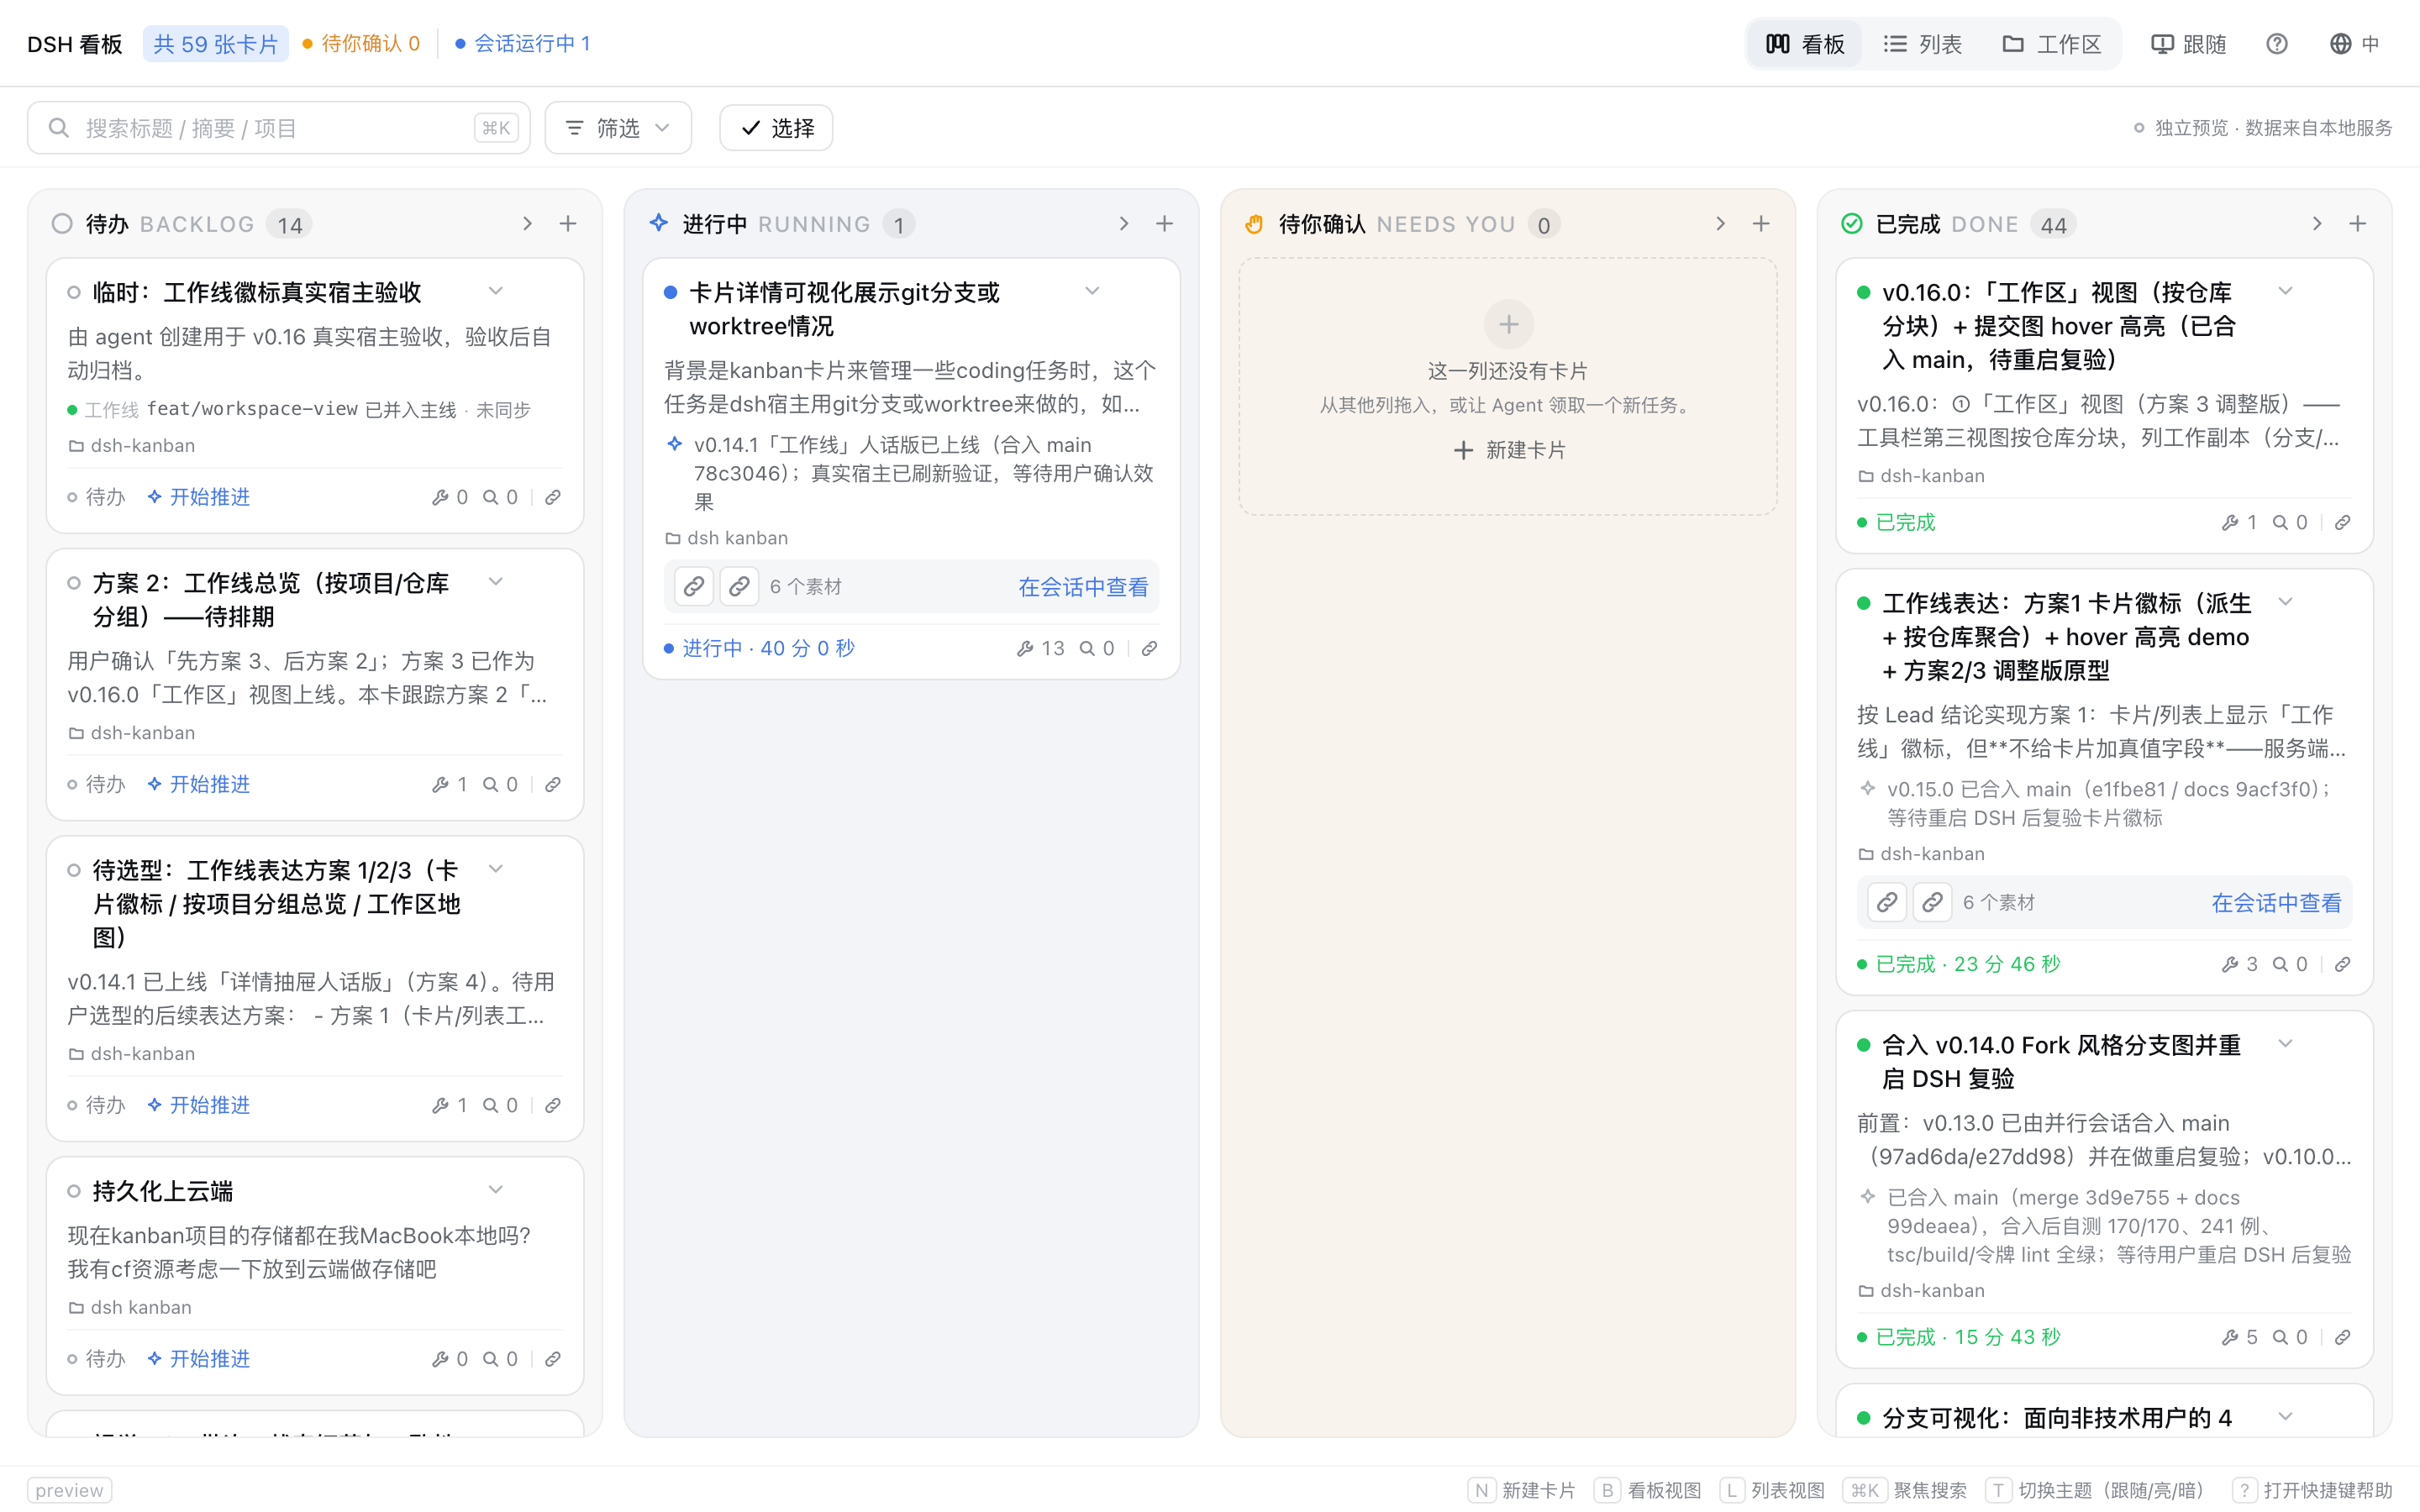 DSH 看板
共 59 张卡片
待你确认 0
会话运行中 1
看板
列表
工作区
跟随
中
搜索标题 / 摘要 / 项目
⌘K
筛选
选择
独立预览 · 数据来自本地服务
待办 BACKLOG 14
临时：工作线徽标真实宿主验收
由 agent 创建用于 v0.16 真实宿主验收，验收后自
动归档。
工作线 feat/workspace-view 已并入主线 · 未同步
dsh-kanban
待办 开始推进 0 0
方案 2：工作线总览（按项目/仓库
分组）——待排期
用户确认「先方案 3、后方案 2」；方案 3 已作为
v0.16.0「工作区」视图上线。本卡跟踪方案 2「...
dsh-kanban
待办 开始推进 1 0
待选型：工作线表达方案 1/2/3（卡
片徽标 / 按项目分组总览 / 工作区地
图）
v0.14.1 已上线「详情抽屉人话版」（方案 4）。待用
户选型的后续表达方案： - 方案 1（卡片/列表工...
dsh-kanban
待办 开始推进 1 0
持久化上云端
现在kanban项目的存储都在我MacBook本地吗?
我有cf资源考虑一下放到云端做存储吧
dsh kanban
待办 开始推进 0 0
进行中 RUNNING 1
卡片详情可视化展示git分支或
worktree情况
背景是kanban卡片来管理一些coding任务时，这个
任务是dsh宿主用git分支或worktree来做的，如...
v0.14.1「工作线」人话版已上线（合入 main
78c3046）；真实宿主已刷新验证，等待用户确认效
果
dsh kanban
6 个素材
在会话中查看
进行中 · 40 分 0 秒 13 0
待你确认 NEEDS YOU 0
这一列还没有卡片
从其他列拖入，或让 Agent 领取一个新任务。
新建卡片
已完成 DONE 44
v0.16.0：「工作区」视图（按仓库
分块）+ 提交图 hover 高亮（已合
入 main，待重启复验）
v0.16.0：①「工作区」视图（方案 3 调整版）——
工具栏第三视图按仓库分块，列工作副本（分支/...
dsh-kanban
已完成 1 0
工作线表达：方案1 卡片徽标（派生
+ 按仓库聚合）+ hover 高亮 demo
+ 方案2/3 调整版原型
按 Lead 结论实现方案 1：卡片/列表上显示「工作
线」徽标，但**不给卡片加真值字段**——服务端...
v0.15.0 已合入 main（e1fbe81 / docs 9acf3f0）；
等待重启 DSH 后复验卡片徽标
dsh-kanban
6 个素材
在会话中查看
已完成 · 23 分 46 秒 3 0
合入 v0.14.0 Fork 风格分支图并重
启 DSH 复验
前置：v0.13.0 已由并行会话合入 main
（97ad6da/e27dd98）并在做重启复验；v0.10.0...
已合入 main（merge 3d9e755 + docs
99deaea），合入后自测 170/170、241 例、
tsc/build/令牌 lint 全绿；等待用户重启 DSH 后复验
dsh-kanban
已完成 · 15 分 43 秒 5 0
分支可视化：面向非技术用户的 4
preview
N 新建卡片
B 看板视图
L 列表视图
⌘K 聚焦搜索
T 切换主题（跟随/亮/暗）
? 打开快捷键帮助